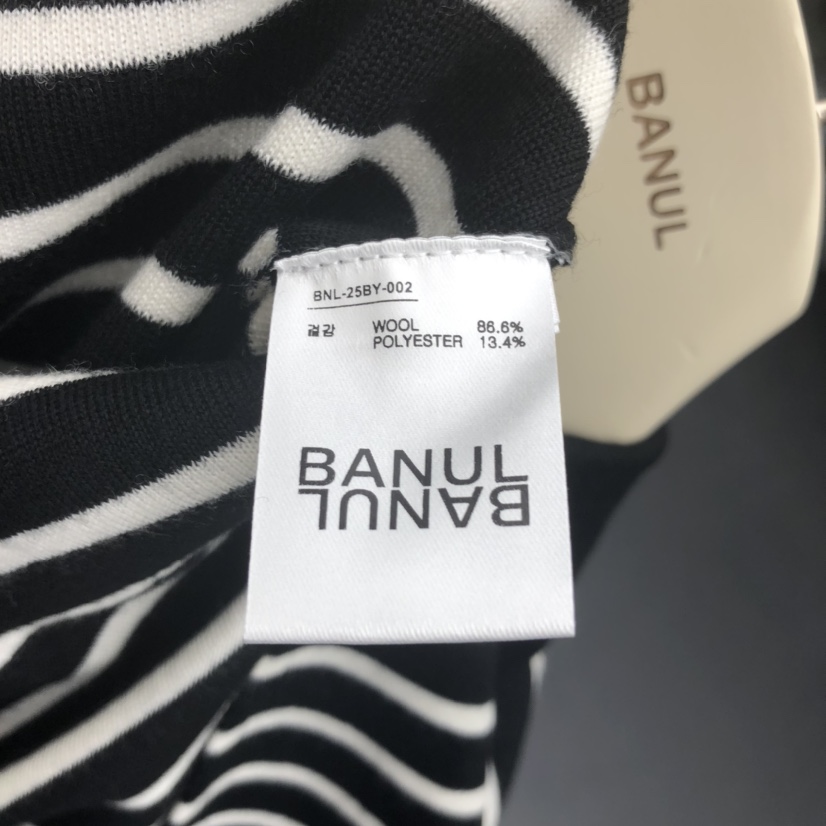 BANUL
BNL-25BY-002
겉감 WOOL 86.6%
POLYESTER 13.4%
BANUL
BANUL